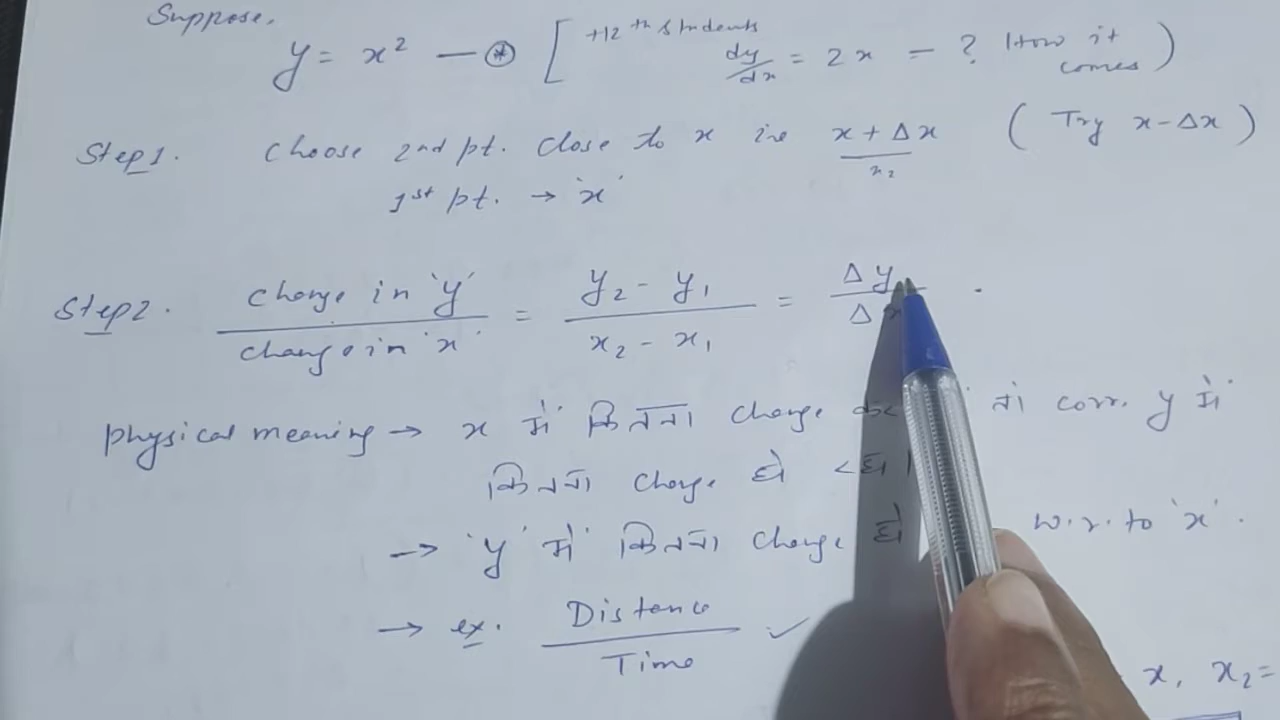 Suppose,
y = x² — ⊛ [ +12th students dy/dx = 2x — ? How it comes )
Step 1. Choose 2nd pt. close to x ie x + Δx ( Try x - Δx )
x₂
1st pt. → 'x'
Step 2. Change in 'y' / change in 'x' = y₂ - y₁ / x₂ - x₁ = Δy / Δx .
physical meaning → x में कितना change corr. y में
कितना change हो
→ 'y' में कितना change w.r. to 'x'.
→ ex. Distance / Time ✓
x, x₂ =